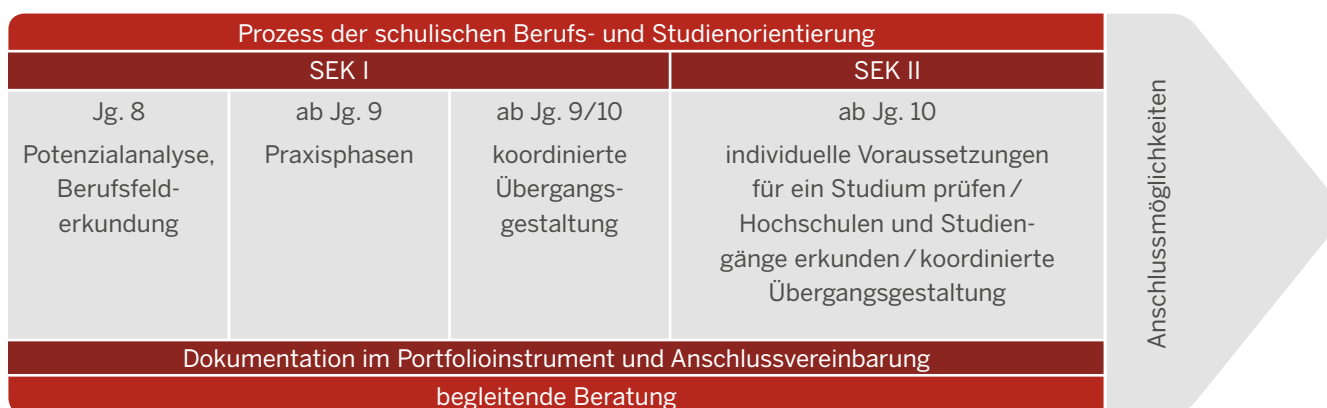 Prozess der schulischen Berufs- und Studienorientierung
SEK I
SEK II
Jg. 8
Potenzialanalyse,
Berufsfeld-
erkundung
ab Jg. 9
Praxisphasen
ab Jg. 9/10
koordinierte
Übergangs-
gestaltung
ab Jg. 10
individuelle Voraussetzungen
für ein Studium prüfen /
Hochschulen und Studien-
gänge erkunden / koordinierte
Übergangsgestaltung
Anschlussmöglichkeiten
Dokumentation im Portfolioinstrument und Anschlussvereinbarung
begleitende Beratung